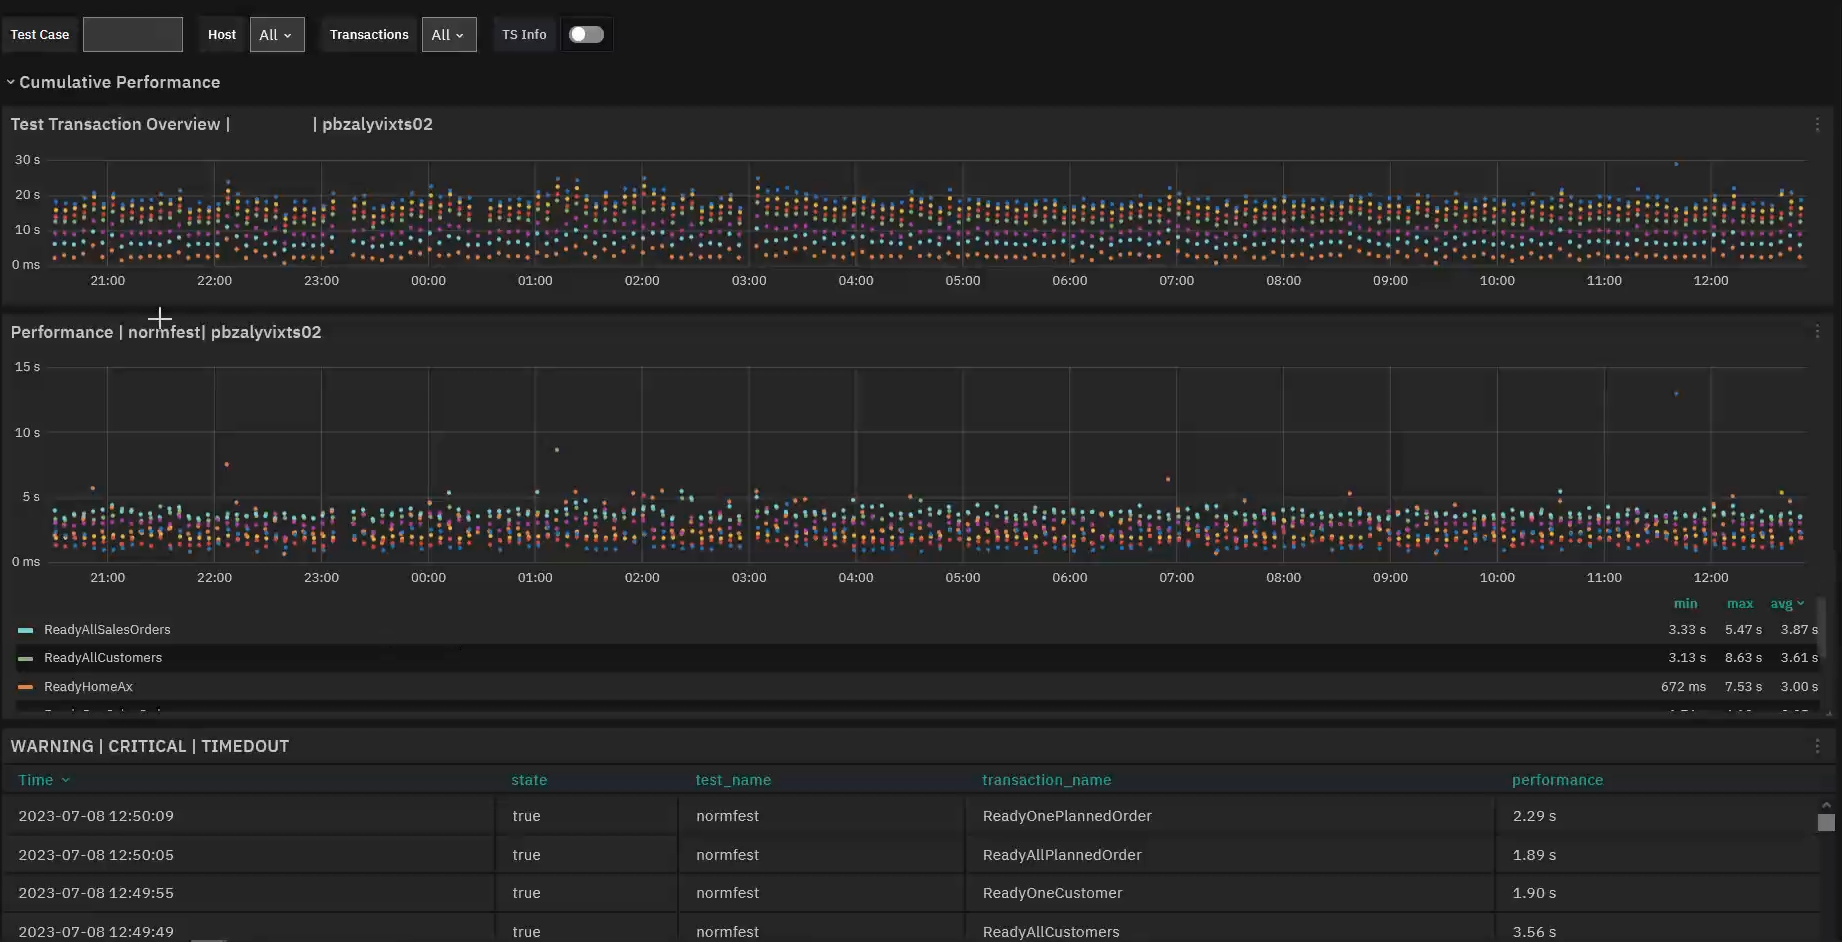 Test Case Host All Transactions All TS Info
Cumulative Performance
Test Transaction Overview | | pbzalyvixts02
30 s
20 s
10 s
0 ms
21:00 22:00 23:00 00:00 01:00 02:00 03:00 04:00 05:00 06:00 07:00 08:00 09:00 10:00 11:00 12:00
Performance | normfest| pbzalyvixts02
15 s
10 s
5 s
0 ms
21:00 22:00 23:00 00:00 01:00 02:00 03:00 04:00 05:00 06:00 07:00 08:00 09:00 10:00 11:00 12:00
min max avg
ReadyAllSalesOrders 3.33 s 5.47 s 3.87 s
ReadyAllCustomers 3.13 s 8.63 s 3.61 s
ReadyHomeAx 672 ms 7.53 s 3.00 s
WARNING | CRITICAL | TIMEDOUT
Time state test_name transaction_name performance
2023-07-08 12:50:09 true normfest ReadyOnePlannedOrder 2.29 s
2023-07-08 12:50:05 true normfest ReadyAllPlannedOrder 1.89 s
2023-07-08 12:49:55 true normfest ReadyOneCustomer 1.90 s
2023-07-08 12:49:49 true normfest ReadyAllCustomers 3.56 s